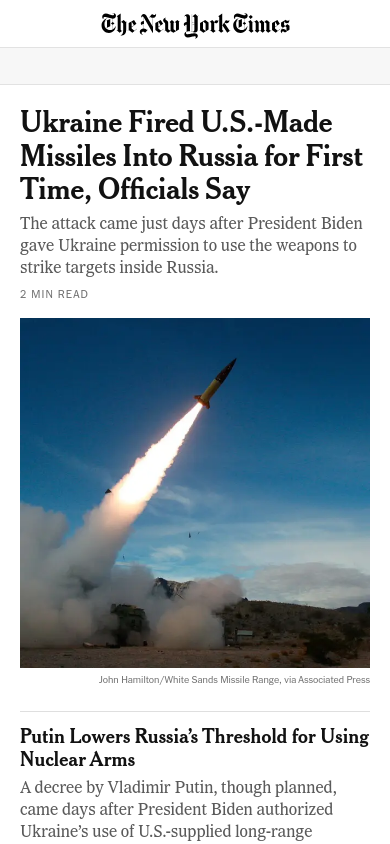 The New York Times
Ukraine Fired U.S.-Made
Missiles Into Russia for First
Time, Officials Say
The attack came just days after President Biden
gave Ukraine permission to use the weapons to
strike targets inside Russia.
2 MIN READ
John Hamilton/White Sands Missile Range, via Associated Press
Putin Lowers Russia’s Threshold for Using
Nuclear Arms
A decree by Vladimir Putin, though planned,
came days after President Biden authorized
Ukraine’s use of U.S.-supplied long-range